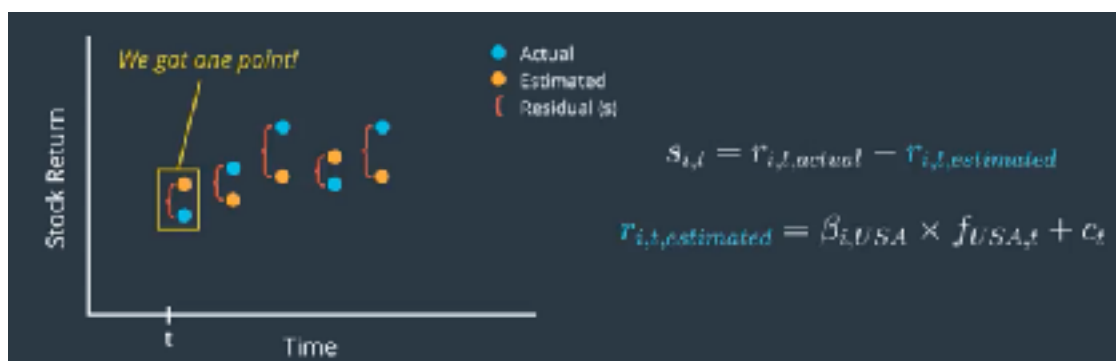 We got one point!
Actual
Estimated
Residual (s)
Stock Return
t
Time
s_{i,t} = r_{i,t,actual} − r_{i,t,estimated}
r_{i,t,estimated} = β_{i,USA} × f_{USA,t} + c_t